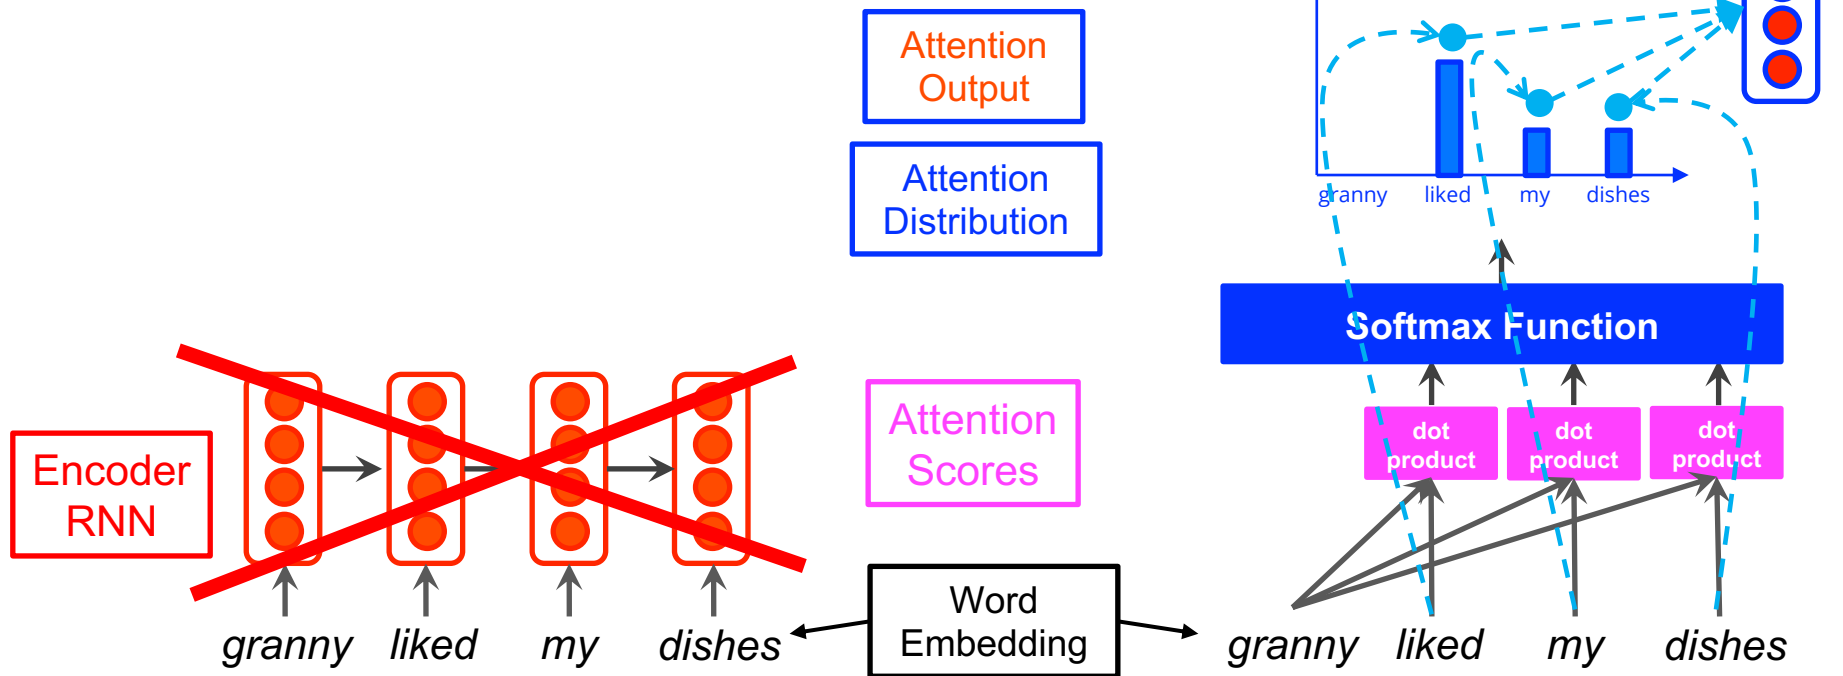 Attention
Output
Attention
Distribution
granny liked my dishes
Softmax Function
Attention
Scores
dot
product
dot
product
dot
product
Encoder
RNN
Word
Embedding
granny liked my dishes
granny liked my dishes